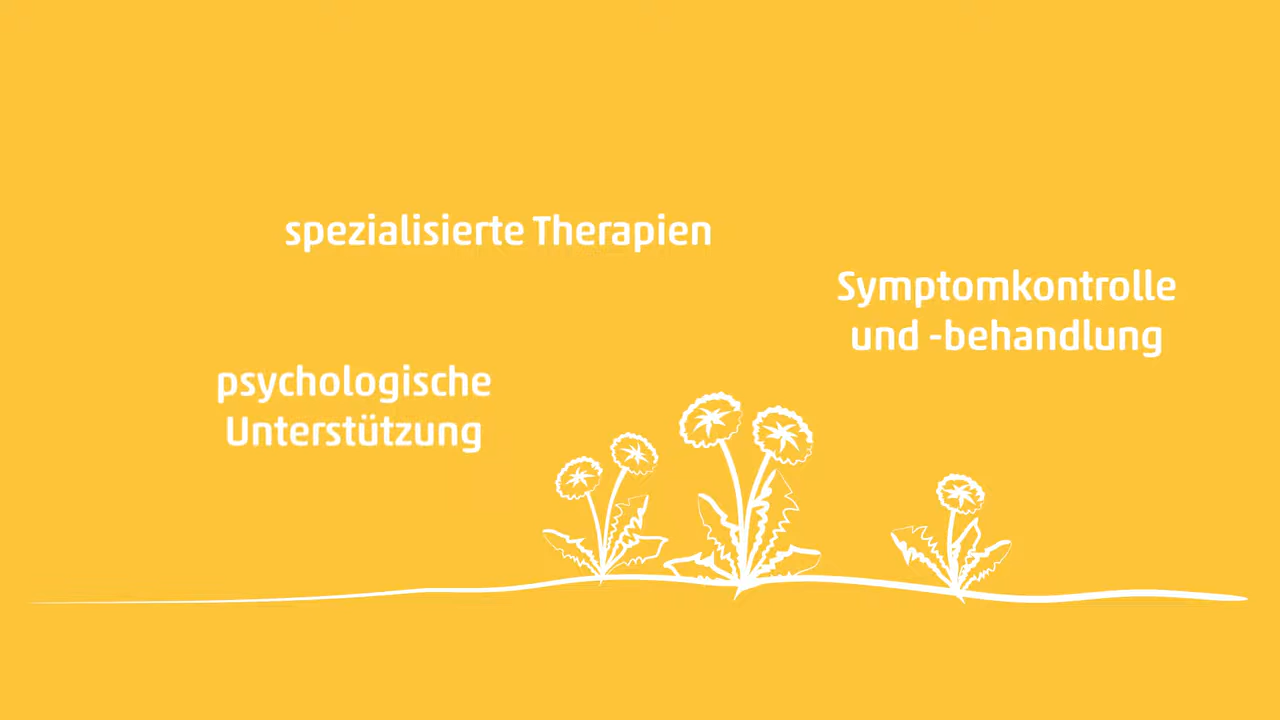 spezialisierte Therapien
Symptomkontrolle
und -behandlung
psychologische
Unterstützung